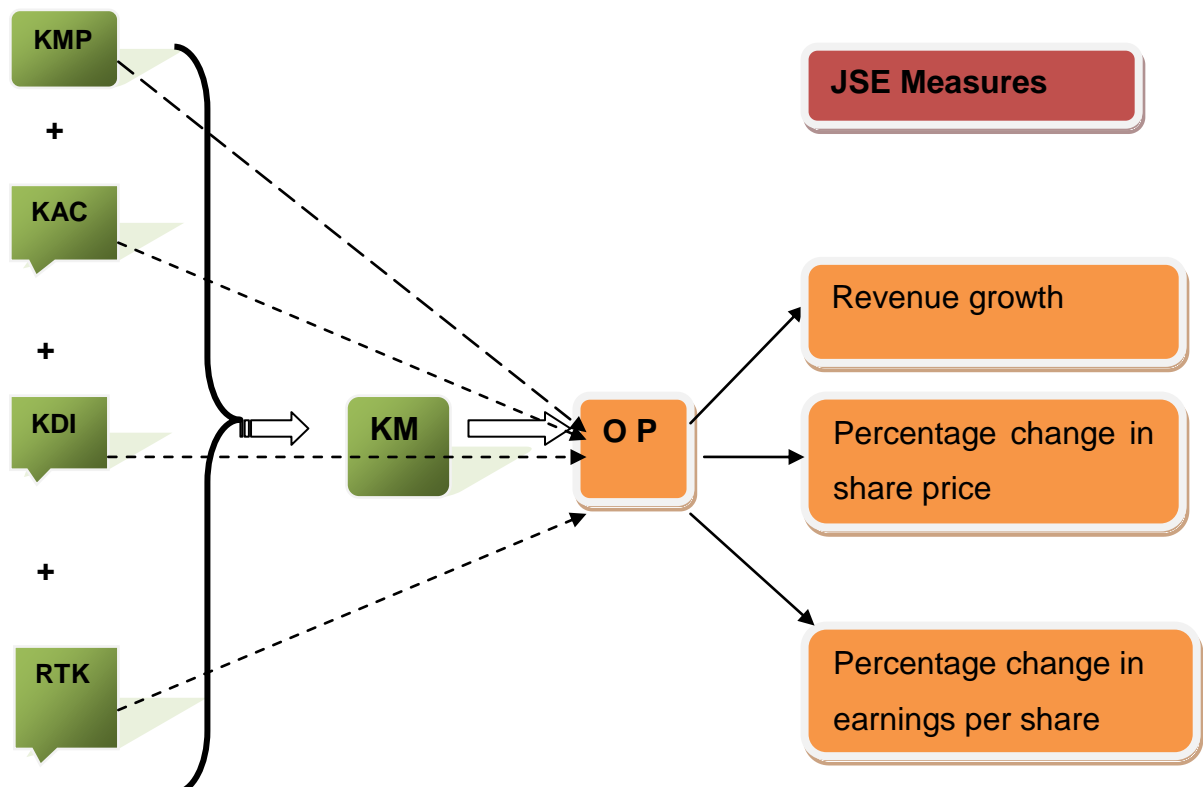 KMP
+
KAC
+
KDI
+
RTK
KM
O P
JSE Measures
Revenue growth
Percentage change in
share price
Percentage change in
earnings per share